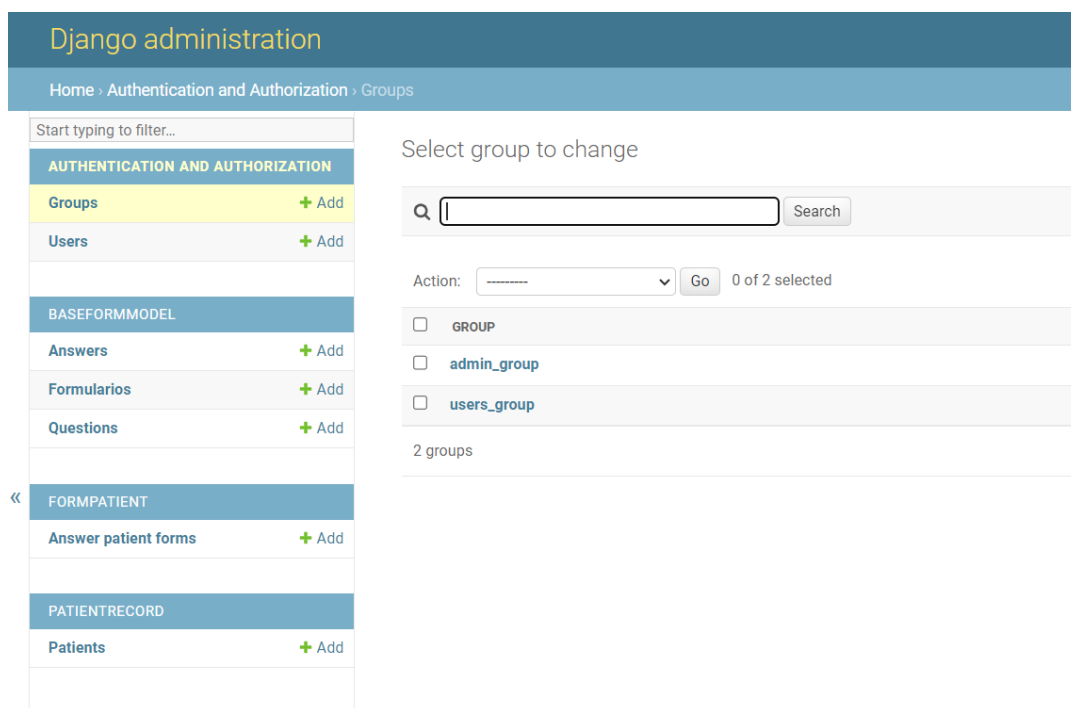 Django administration
Home › Authentication and Authorization › Groups
Start typing to filter...
AUTHENTICATION AND AUTHORIZATION
Groups + Add
Users + Add
BASEFORMMODEL
Answers + Add
Formularios + Add
Questions + Add
«
FORMPATIENT
Answer patient forms + Add
PATIENTRECORD
Patients + Add
Select group to change
Search
Action: --------- Go 0 of 2 selected
GROUP
admin_group
users_group
2 groups